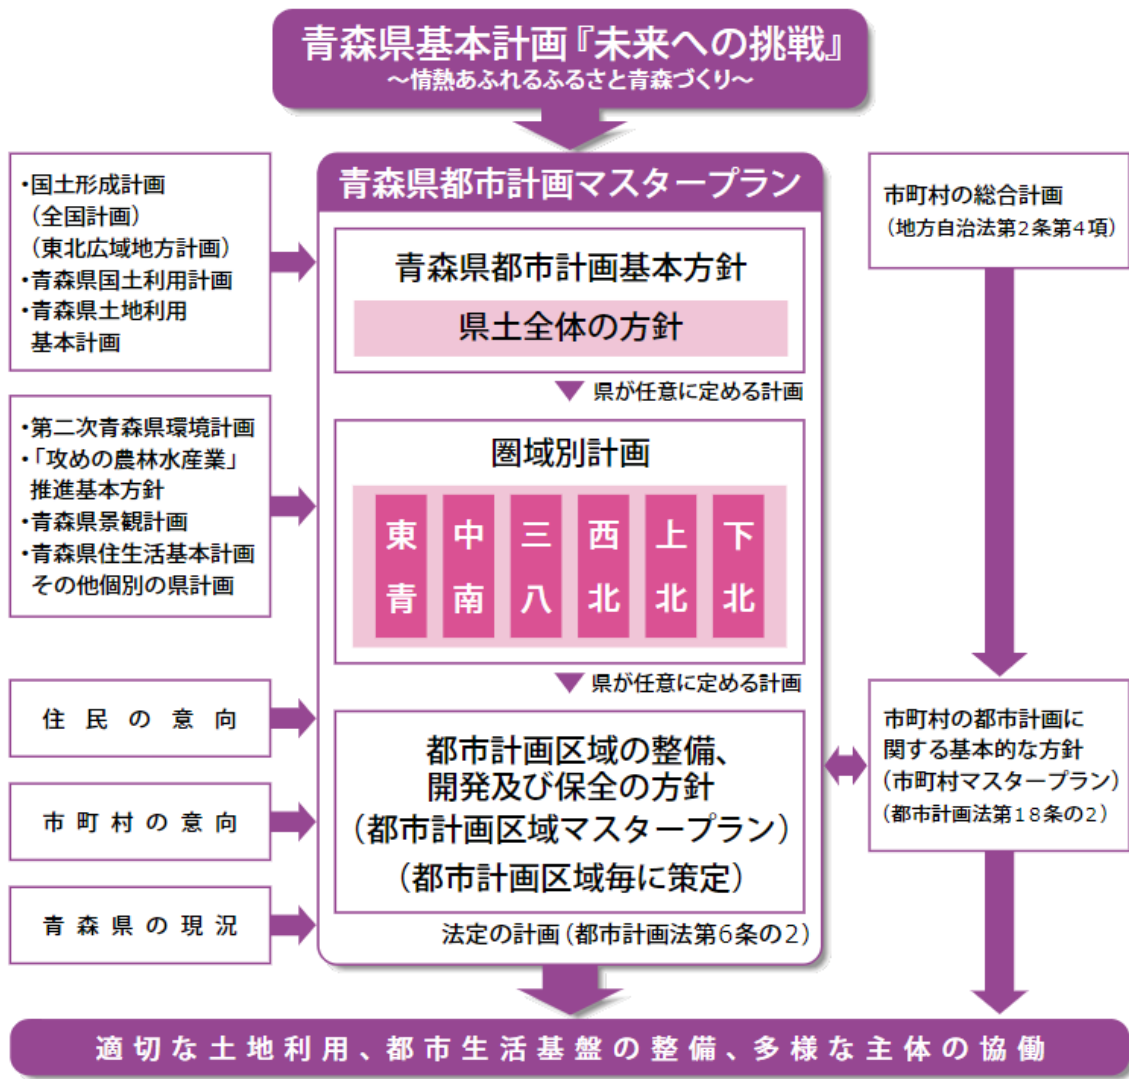 青森県基本計画『未来への挑戦』
～情熱あふれるふるさと青森づくり～
・国土形成計画
（全国計画）
（東北広域地方計画）
・青森県国土利用計画
・青森県土地利用
基本計画
・第二次青森県環境計画
・「攻めの農林水産業」
推進基本方針
・青森県景観計画
・青森県住生活基本計画
その他個別の県計画
住民の意向
市町村の意向
青森県の現況
青森県都市計画マスタープラン
青森県都市計画基本方針
県土全体の方針
▼ 県が任意に定める計画
圏域別計画
東青
中南
三八
西北
上北
下北
▼ 県が任意に定める計画
都市計画区域の整備、
開発及び保全の方針
（都市計画区域マスタープラン）
（都市計画区域毎に策定）
法定の計画（都市計画法第6条の2）
市町村の総合計画
（地方自治法第2条第4項）
市町村の都市計画に
関する基本的な方針
（市町村マスタープラン）
（都市計画法第18条の2）
適切な土地利用、都市生活基盤の整備、多様な主体の協働